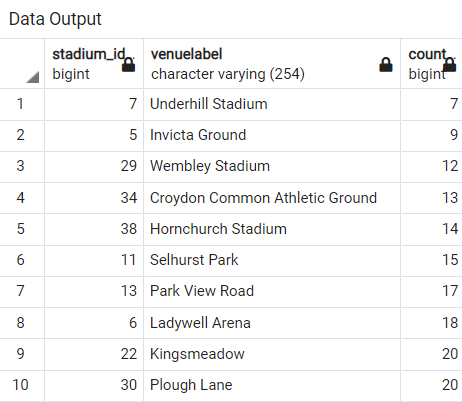 Data Output
stadium_id venuelabel count
bigint character varying (254) bigint
1 7 Underhill Stadium 7
2 5 Invicta Ground 9
3 29 Wembley Stadium 12
4 34 Croydon Common Athletic Ground 13
5 38 Hornchurch Stadium 14
6 11 Selhurst Park 15
7 13 Park View Road 17
8 6 Ladywell Arena 18
9 22 Kingsmeadow 20
10 30 Plough Lane 20